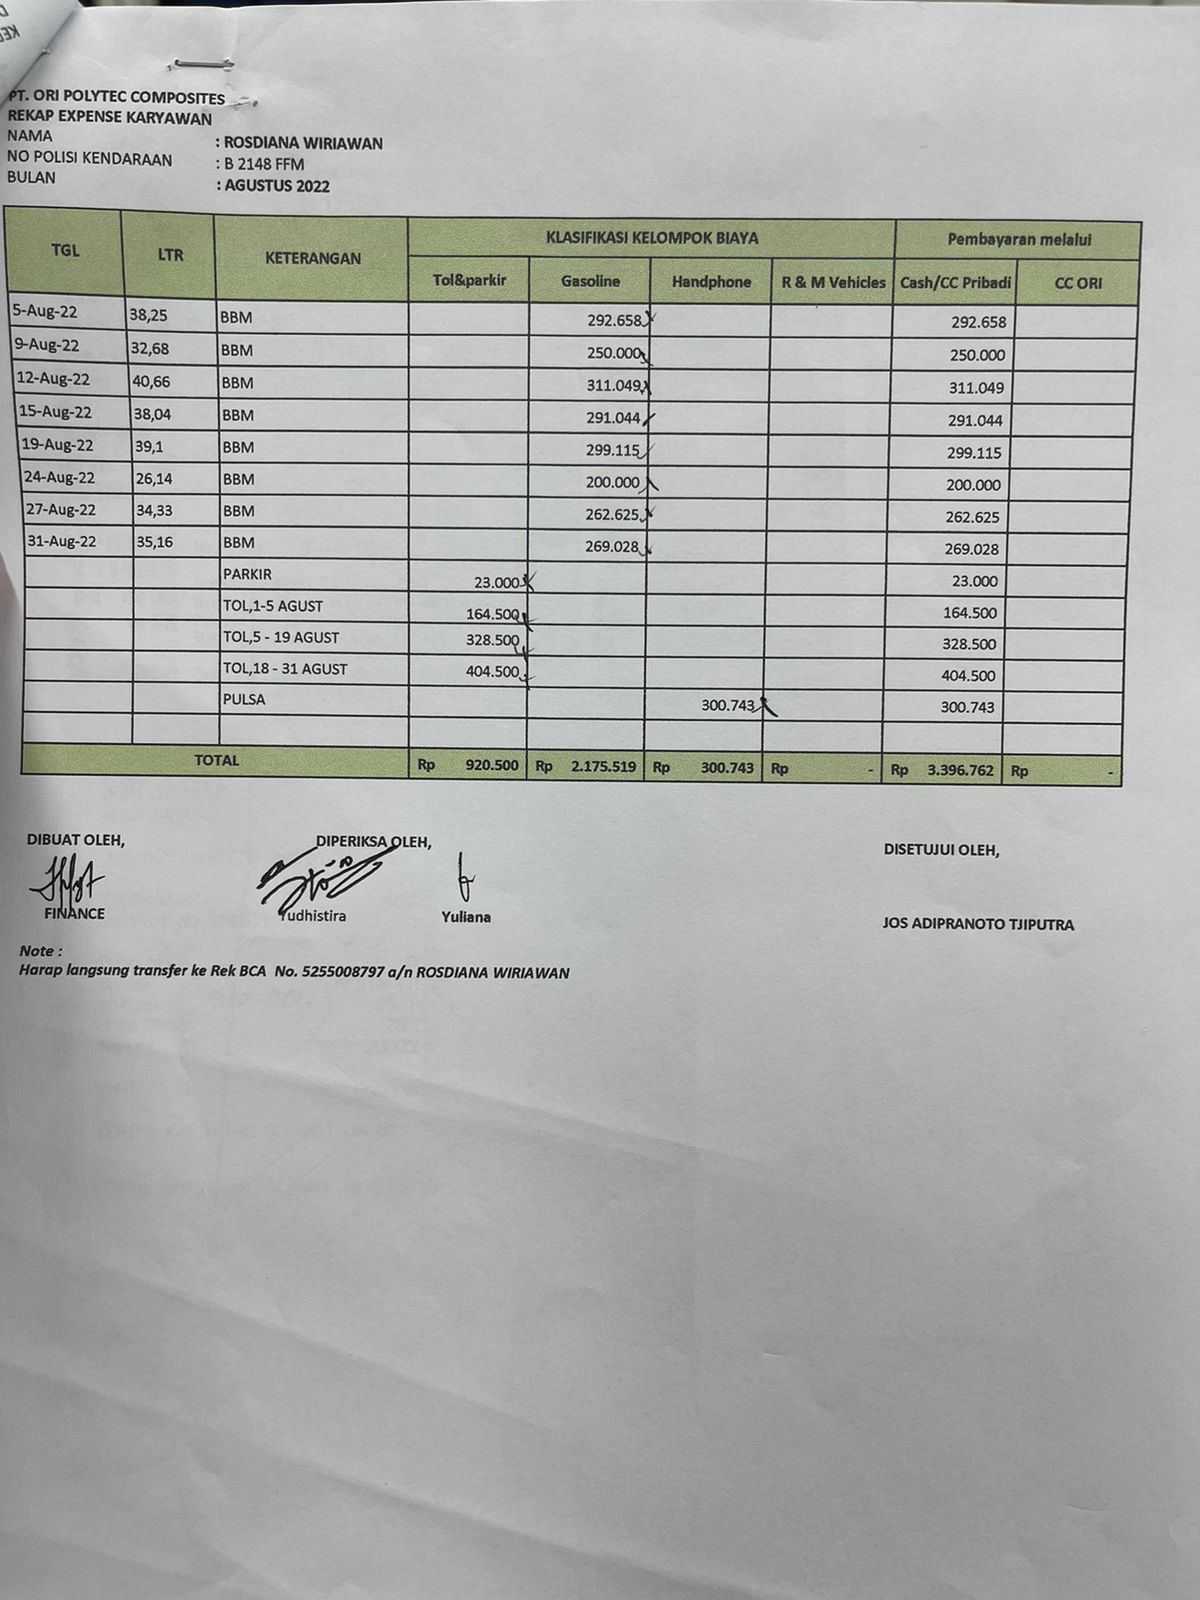 PT. ORI POLYTEC COMPOSITES
REKAP EXPENSE KARYAWAN
NAMA : ROSDIANA WIRIAWAN
NO POLISI KENDARAAN : B 2148 FFM
BULAN : AGUSTUS 2022
TGL LTR KETERANGAN KLASIFIKASI KELOMPOK BIAYA Pembayaran melalui
Tol&parkir Gasoline Handphone R & M Vehicles Cash/CC Pribadi CC ORI
5-Aug-22 38,25 BBM 292.658 292.658
9-Aug-22 32,68 BBM 250.000 250.000
12-Aug-22 40,66 BBM 311.049 311.049
15-Aug-22 38,04 BBM 291.044 291.044
19-Aug-22 39,1 BBM 299.115 299.115
24-Aug-22 26,14 BBM 200.000 200.000
27-Aug-22 34,33 BBM 262.625 262.625
31-Aug-22 35,16 BBM 269.028 269.028
PARKIR 23.000 23.000
TOL,1-5 AGUST 164.500 164.500
TOL,5 - 19 AGUST 328.500 328.500
TOL,18 - 31 AGUST 404.500 404.500
PULSA 300.743 300.743
TOTAL Rp 920.500 Rp 2.175.519 Rp 300.743 Rp - Rp 3.396.762 Rp -
DIBUAT OLEH, DIPERIKSA OLEH, DISETUJUI OLEH,
FINANCE Yudhistira Yuliana JOS ADIPRANOTO TJIPUTRA
Note :
Harap langsung transfer ke Rek BCA No. 5255008797 a/n ROSDIANA WIRIAWAN